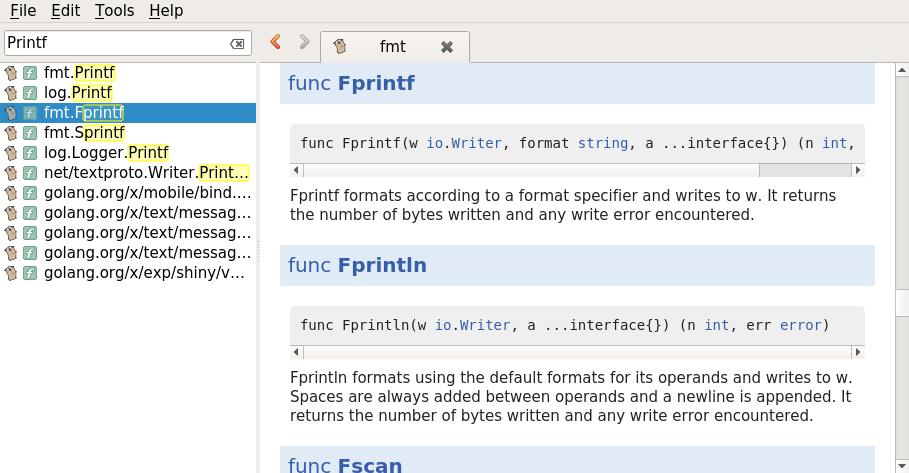 File Edit Tools Help
Printf
fmt
fmt.Printf
log.Printf
fmt.Fprintf
fmt.Sprintf
log.Logger.Printf
net/textproto.Writer.Print...
golang.org/x/mobile/bind....
golang.org/x/text/messag...
golang.org/x/text/messag...
golang.org/x/text/messag...
golang.org/x/exp/shiny/v...
func Fprintf
func Fprintf(w io.Writer, format string, a ...interface{}) (n int,
Fprintf formats according to a format specifier and writes to w. It returns
the number of bytes written and any write error encountered.
func Fprintln
func Fprintln(w io.Writer, a ...interface{}) (n int, err error)
Fprintln formats using the default formats for its operands and writes to w.
Spaces are always added between operands and a newline is appended. It
returns the number of bytes written and any write error encountered.
func Fscan